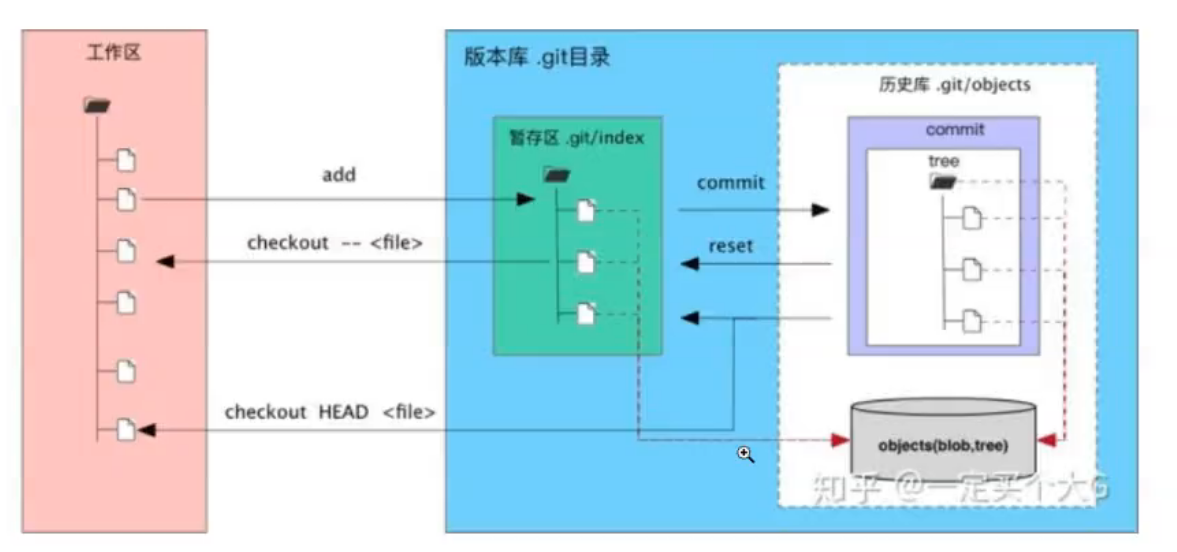 工作区
版本库 .git目录
历史库 .git/objects
暂存区 .git/index
commit
tree
add
commit
checkout -- <file>
reset
checkout HEAD <file>
objects(blob,tree)
知乎 @一定买个大G